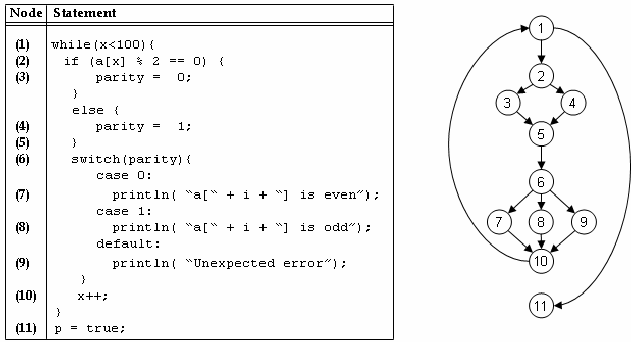 Node Statement
(1) while(x<100){
(2) if (a[x] % 2 == 0) {
(3) parity = 0;
}
else {
(4) parity = 1;
(5) }
(6) switch(parity){
case 0:
(7) println( "a[" + i + "] is even");
case 1:
(8) println( "a[" + i + "] is odd");
default:
(9) println( "Unexpected error");
}
(10) x++;
}
(11) p = true;
1
2
3 4
5
6
7 8 9
10
11